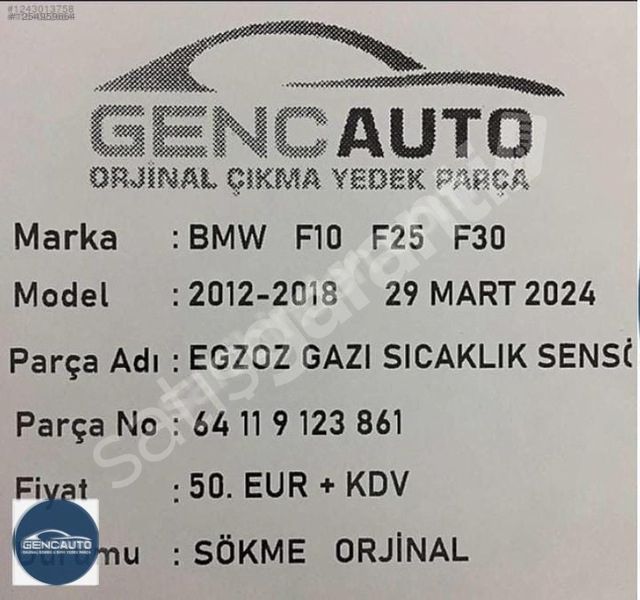 #1243013758
GENCAUTO
ORJİNAL ÇIKMA YEDEK PARÇA
Marka : BMW F10 F25 F30
Model : 2012-2018 29 MART 2024
Parça Adı : EGZOZ GAZI SICAKLIK SENSÖ
Parça No : 64 11 9 123 861
Fiyat : 50. EUR + KDV
GENCAUTO
: SÖKME ORJİNAL